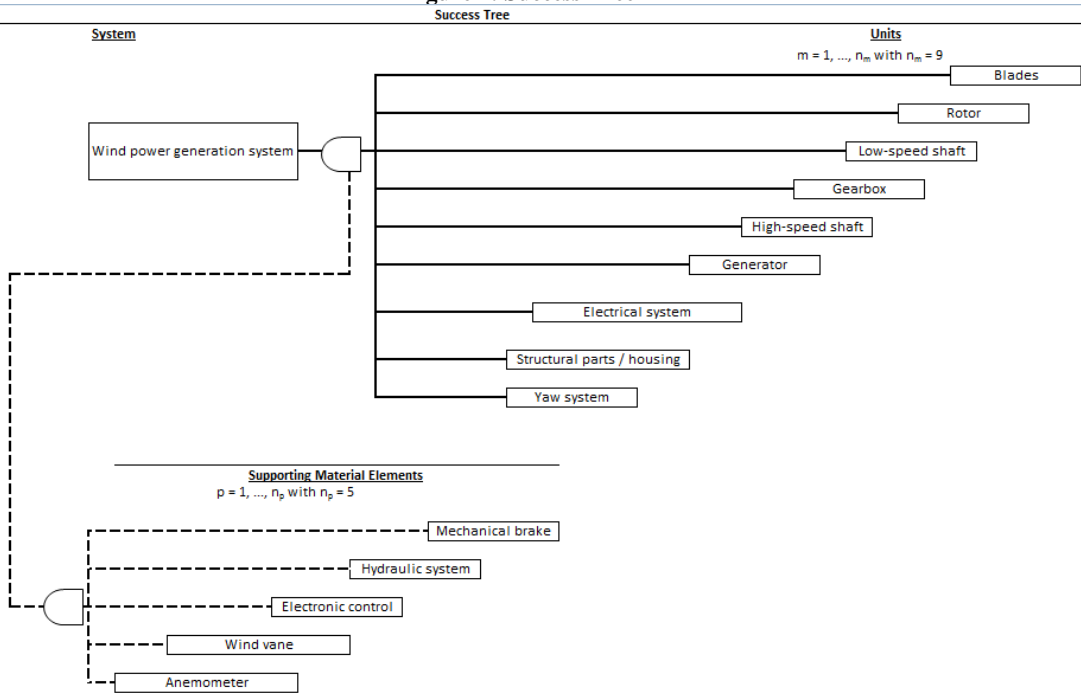 Success Tree
System
Units
m = 1, ..., nₘ with nₘ = 9
Blades
Rotor
Wind power generation system
Low-speed shaft
Gearbox
High-speed shaft
Generator
Electrical system
Structural parts / housing
Yaw system
Supporting Material Elements
p = 1, ..., nₚ with nₚ = 5
Mechanical brake
Hydraulic system
Electronic control
Wind vane
Anemometer